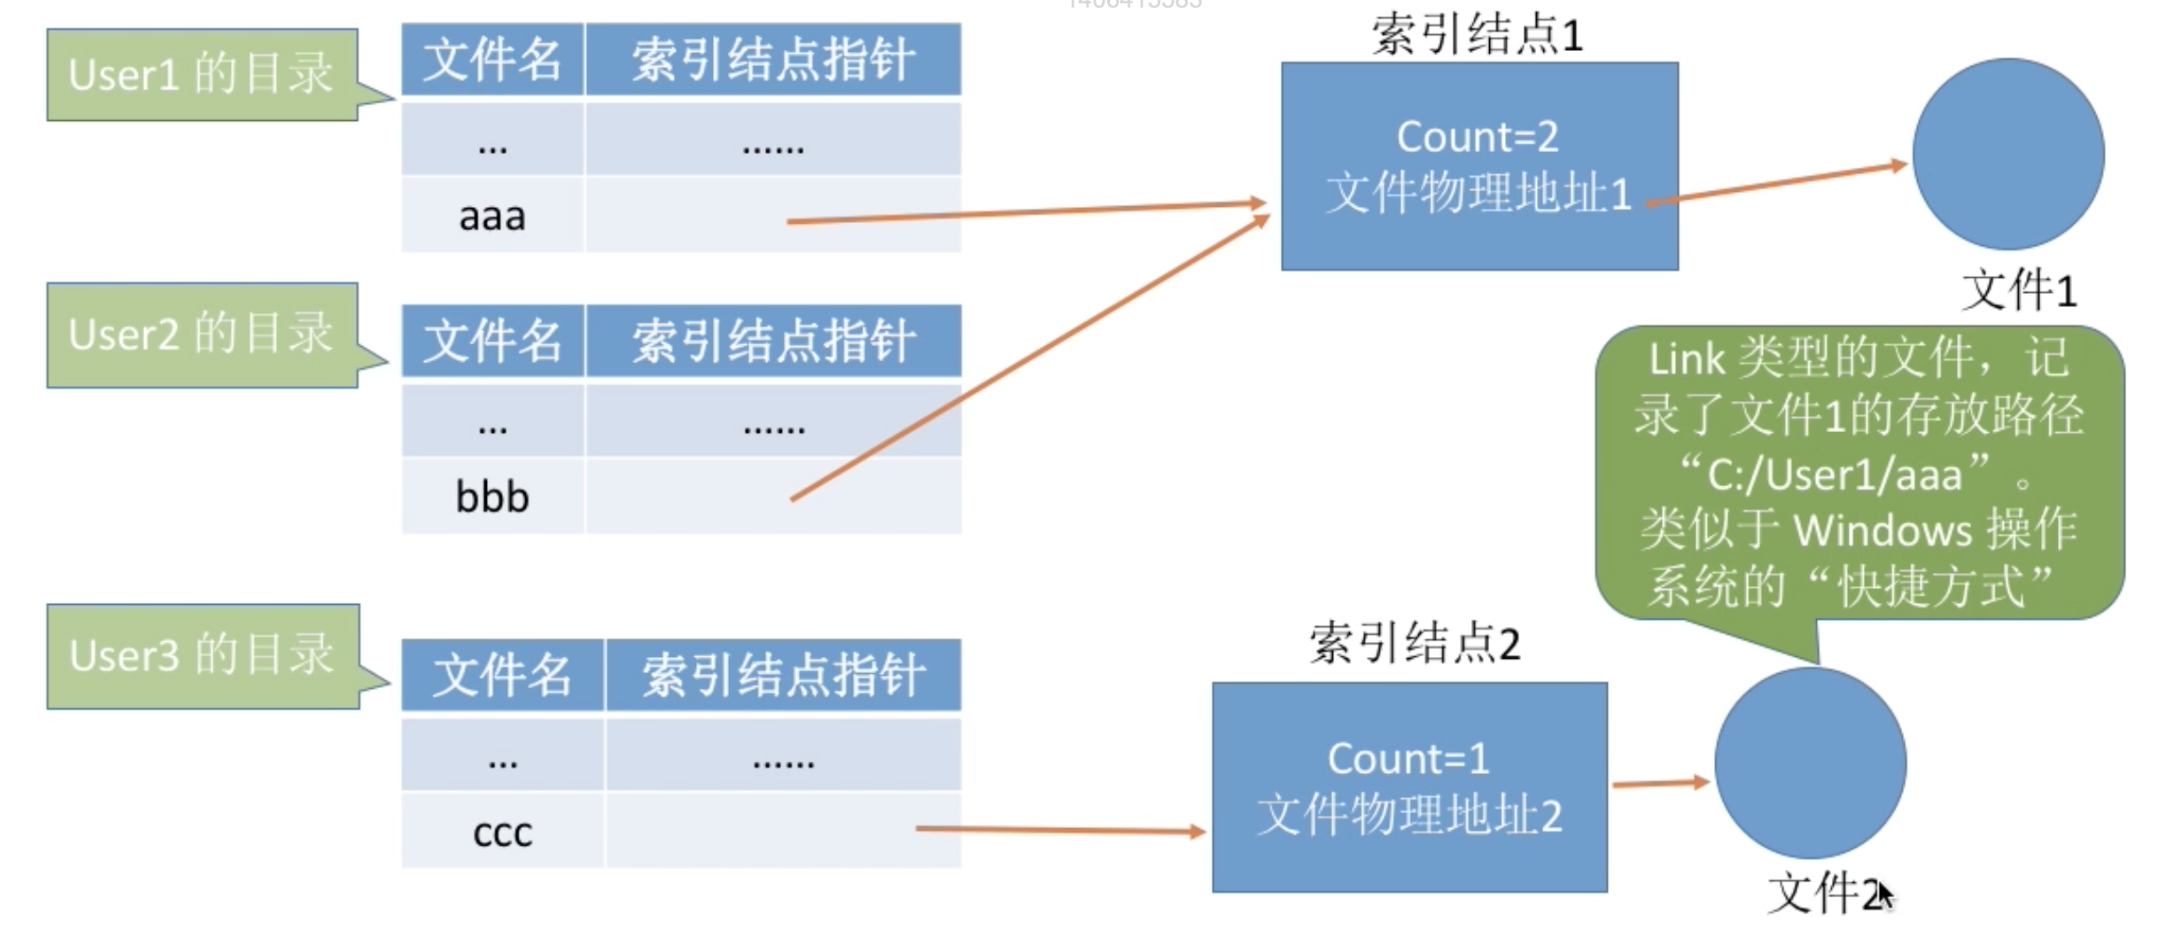 User1 的目录
文件名 索引结点指针
... ......
aaa
索引结点1
Count=2
文件物理地址1
文件1
User2 的目录
文件名 索引结点指针
... ......
bbb
Link 类型的文件，记
录了文件1的存放路径
“C:/User1/aaa”。
类似于 Windows 操作
系统的“快捷方式”
User3 的目录
文件名 索引结点指针
... ......
ccc
索引结点2
Count=1
文件物理地址2
文件2